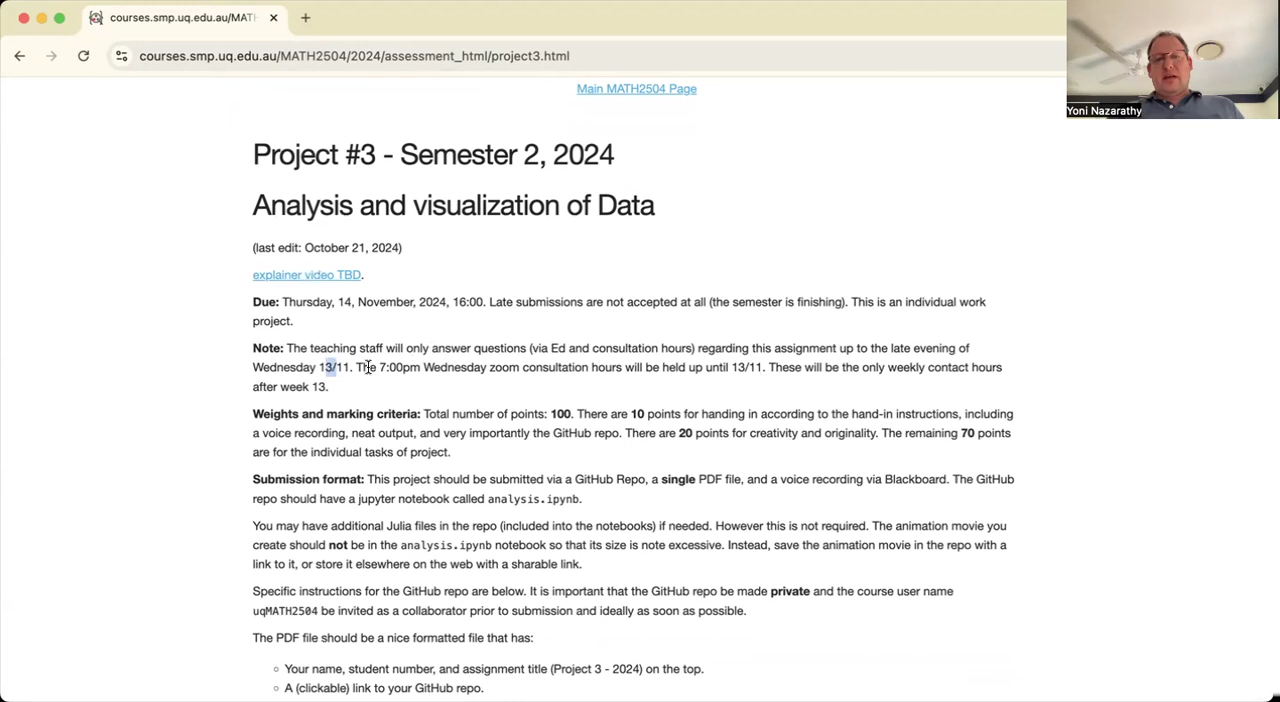 courses.smp.uq.edu.au/MATH
courses.smp.uq.edu.au/MATH2504/2024/assessment_html/project3.html
Yoni Nazarathy
Main MATH2504 Page
Project #3 - Semester 2, 2024
Analysis and visualization of Data
(last edit: October 21, 2024)
explainer video TBD.
Due: Thursday, 14, November, 2024, 16:00. Late submissions are not accepted at all (the semester is finishing). This is an individual work
project.
Note: The teaching staff will only answer questions (via Ed and consultation hours) regarding this assignment up to the late evening of
Wednesday 13/11. The 7:00pm Wednesday zoom consultation hours will be held up until 13/11. These will be the only weekly contact hours
after week 13.
Weights and marking criteria: Total number of points: 100. There are 10 points for handing in according to the hand-in instructions, including
a voice recording, neat output, and very importantly the GitHub repo. There are 20 points for creativity and originality. The remaining 70 points
are for the individual tasks of project.
Submission format: This project should be submitted via a GitHub Repo, a single PDF file, and a voice recording via Blackboard. The GitHub
repo should have a jupyter notebook called analysis.ipynb.
You may have additional Julia files in the repo (included into the notebooks) if needed. However this is not required. The animation movie you
create should not be in the analysis.ipynb notebook so that its size is note excessive. Instead, save the animation movie in the repo with a
link to it, or store it elsewhere on the web with a sharable link.
Specific instructions for the GitHub repo are below. It is important that the GitHub repo be made private and the course user name
uqMATH2504 be invited as a collaborator prior to submission and ideally as soon as possible.
The PDF file should be a nice formatted file that has:
Your name, student number, and assignment title (Project 3 - 2024) on the top.
A (clickable) link to your GitHub repo.